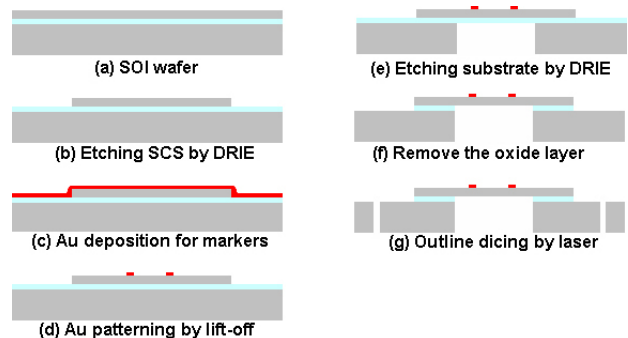 (a) SOI wafer
(b) Etching SCS by DRIE
(c) Au deposition for markers
(d) Au patterning by lift-off
(e) Etching substrate by DRIE
(f) Remove the oxide layer
(g) Outline dicing by laser